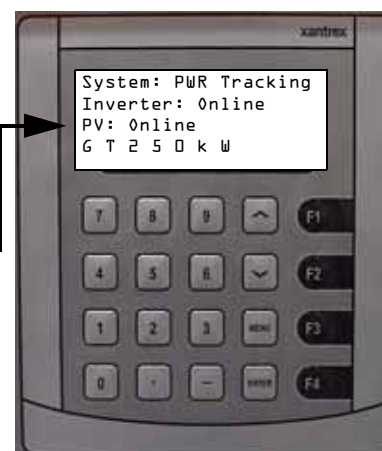 xantrex
System: PWR Tracking
Inverter: Online
PV: Online
G T 2 5 0 k W
7 8 9 F1
4 5 6 F2
1 2 3 MENU F3
0 . – ENTER F4